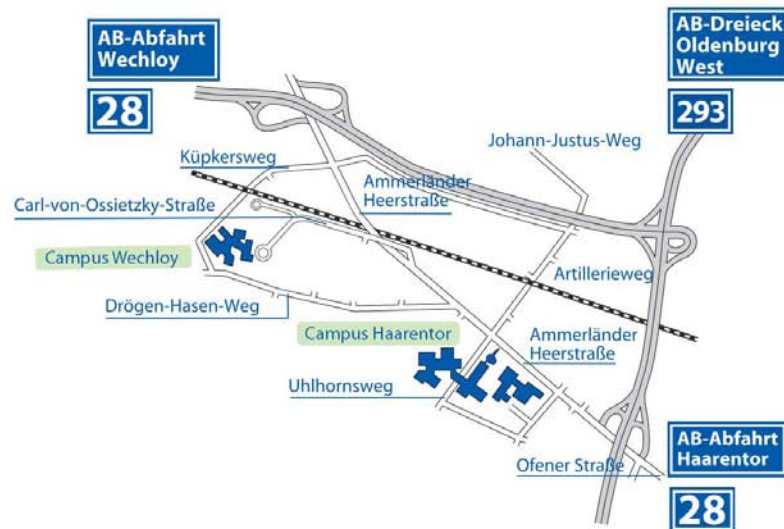 AB-Abfahrt
Wechloy
28
AB-Dreieck
Oldenburg
West
293
Johann-Justus-Weg
Küpkersweg
Ammerländer
Heerstraße
Carl-von-Ossietzky-Straße
Campus Wechloy
Artillerieweg
Drögen-Hasen-Weg
Campus Haarentor
Ammerländer
Heerstraße
Uhlhornsweg
AB-Abfahrt
Haarentor
Ofener Straße
28